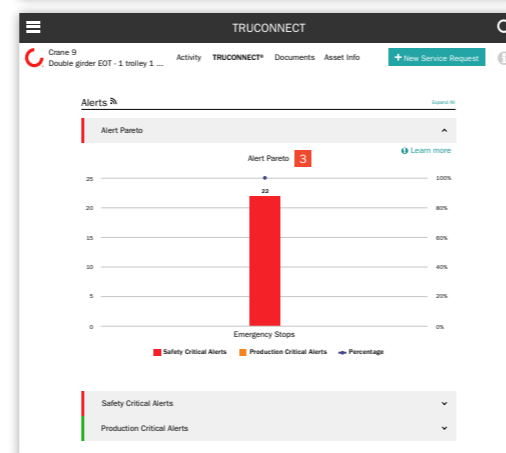 TRUCONNECT
Crane 9
Double girder EOT - 1 trolley 1 ...
Activity TRUCONNECT® Documents Asset Info
+ New Service Request
Alerts
Expand All
Alert Pareto
Learn more
Alert Pareto 3
25 100%
22
20 80%
15 60%
10 40%
5 20%
0 0%
Emergency Stops
Safety Critical Alerts Production Critical Alerts Percentage
Safety Critical Alerts
Production Critical Alerts